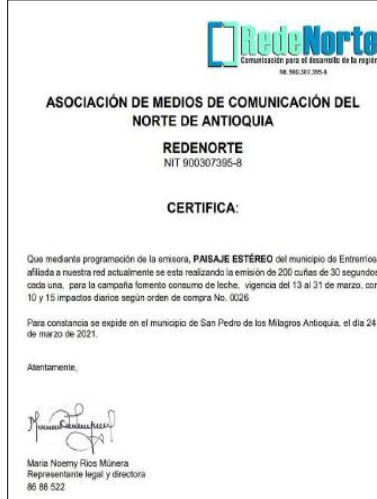 RedeNorte
Comunicación para el desarrollo de la región
Nit. 900.307.395-8
ASOCIACIÓN DE MEDIOS DE COMUNICACIÓN DEL
NORTE DE ANTIOQUIA
REDENORTE
NIT 900307395-8
CERTIFICA:
Que mediante programación de la emisora, PAISAJE ESTÉREO del municipio de Entrerríos,
afiliada a nuestra red actualmente se esta realizando la emisión de 200 cuñas de 30 segundos
cada una, para la campaña fomento consumo de leche, vigencia del 13 al 31 de marzo, con
10 y 15 impactos diarios según orden de compra No. 0026
Para constancia se expide en el municipio de San Pedro de los Milagros Antioquia, el día 24
de marzo de 2021.
Atentamente,
Maria Noemy Rios Múnera
Representante legal y directora
86 88 522